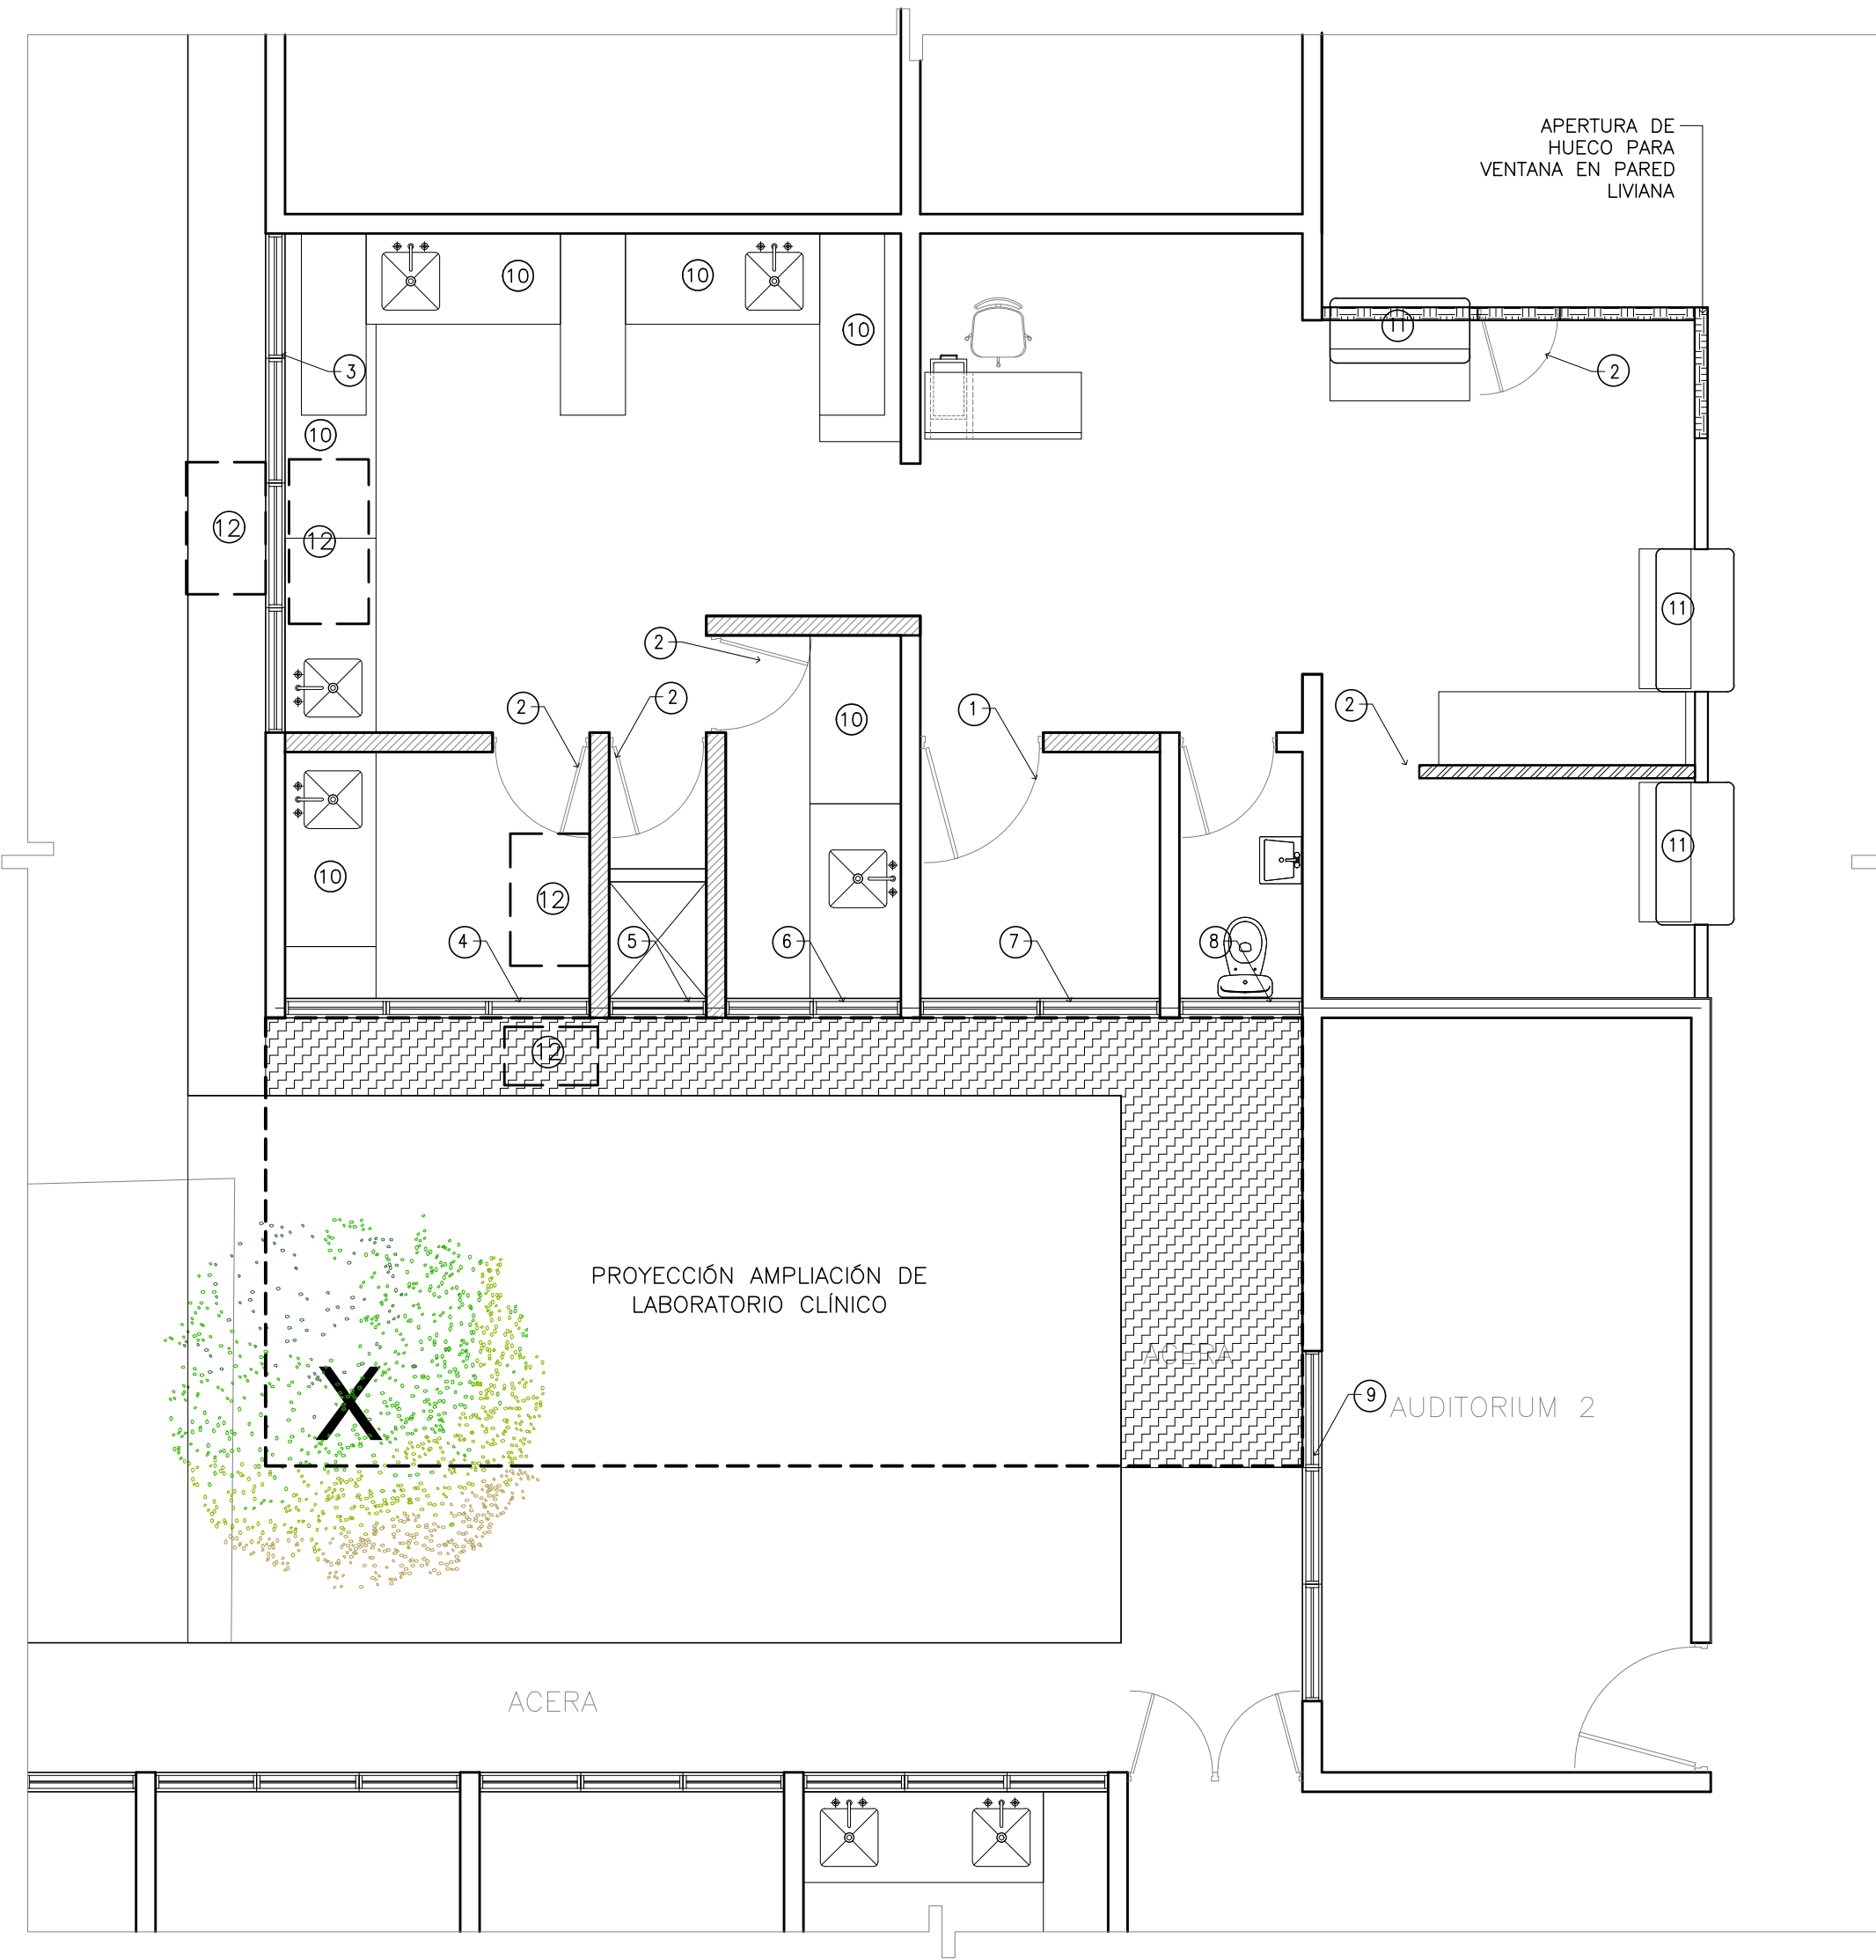 APERTURA DE
HUECO PARA
VENTANA EN PARED
LIVIANA
10
10
10
11
3
2
10
12
12
11
2
2
2
1
2
10
11
10
12
4
5
6
7
8
12
PROYECCIÓN AMPLIACIÓN DE
LABORATORIO CLÍNICO
ACERA
X
9
AUDITORIUM 2
ACERA